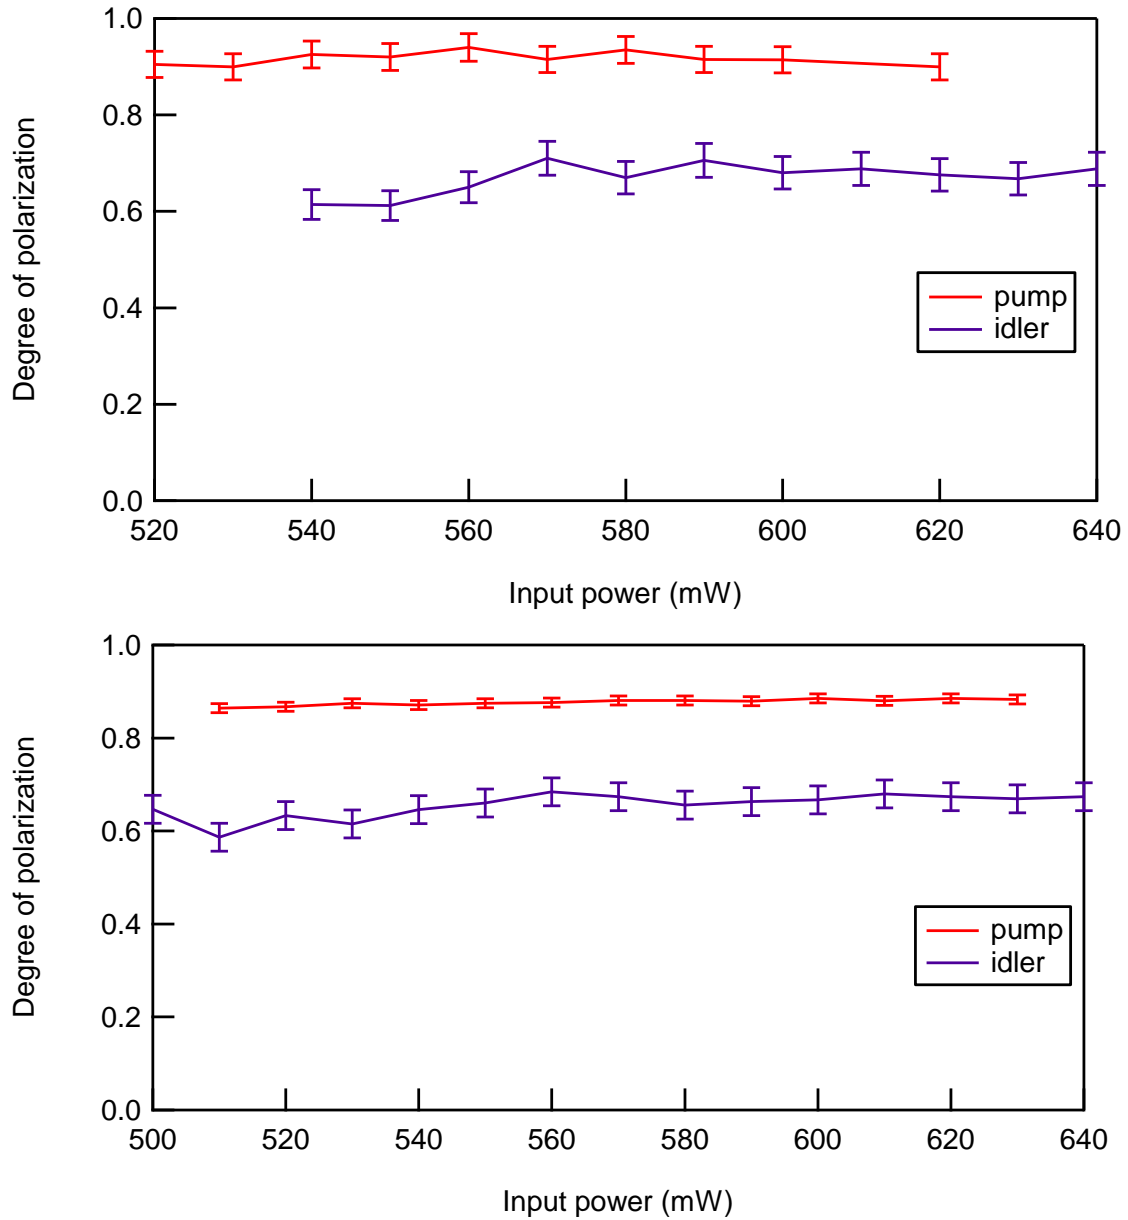 1.0
0.8
0.6
0.4
0.2
0.0
Degree of polarization
pump
idler
520 540 560 580 600 620 640
Input power (mW)
1.0
0.8
0.6
0.4
0.2
0.0
Degree of polarization
pump
idler
500 520 540 560 580 600 620 640
Input power (mW)